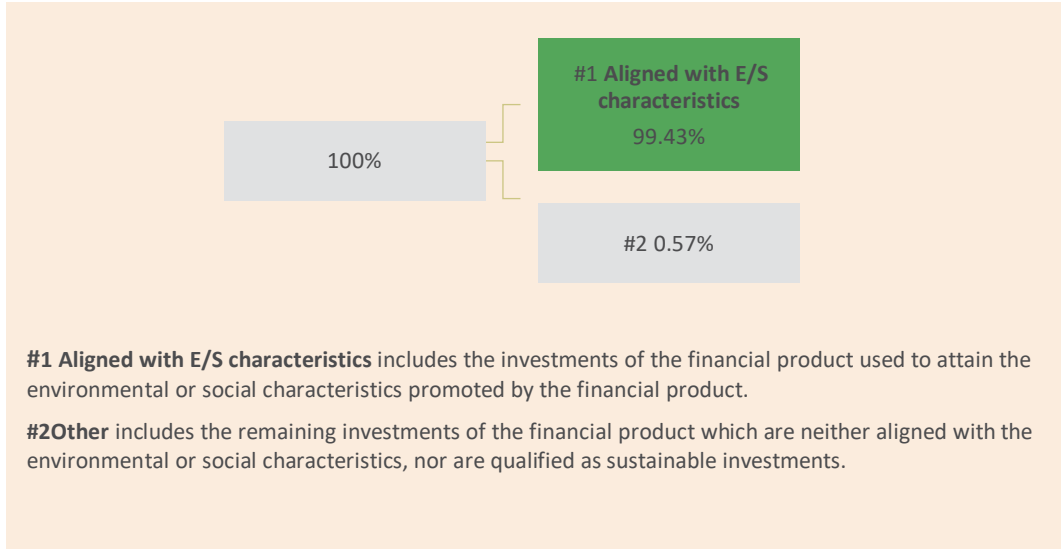 #1 Aligned with E/S
characteristics
99.43%
100%
#2 0.57%
#1 Aligned with E/S characteristics includes the investments of the financial product used to attain the
environmental or social characteristics promoted by the financial product.
#2Other includes the remaining investments of the financial product which are neither aligned with the
environmental or social characteristics, nor are qualified as sustainable investments.